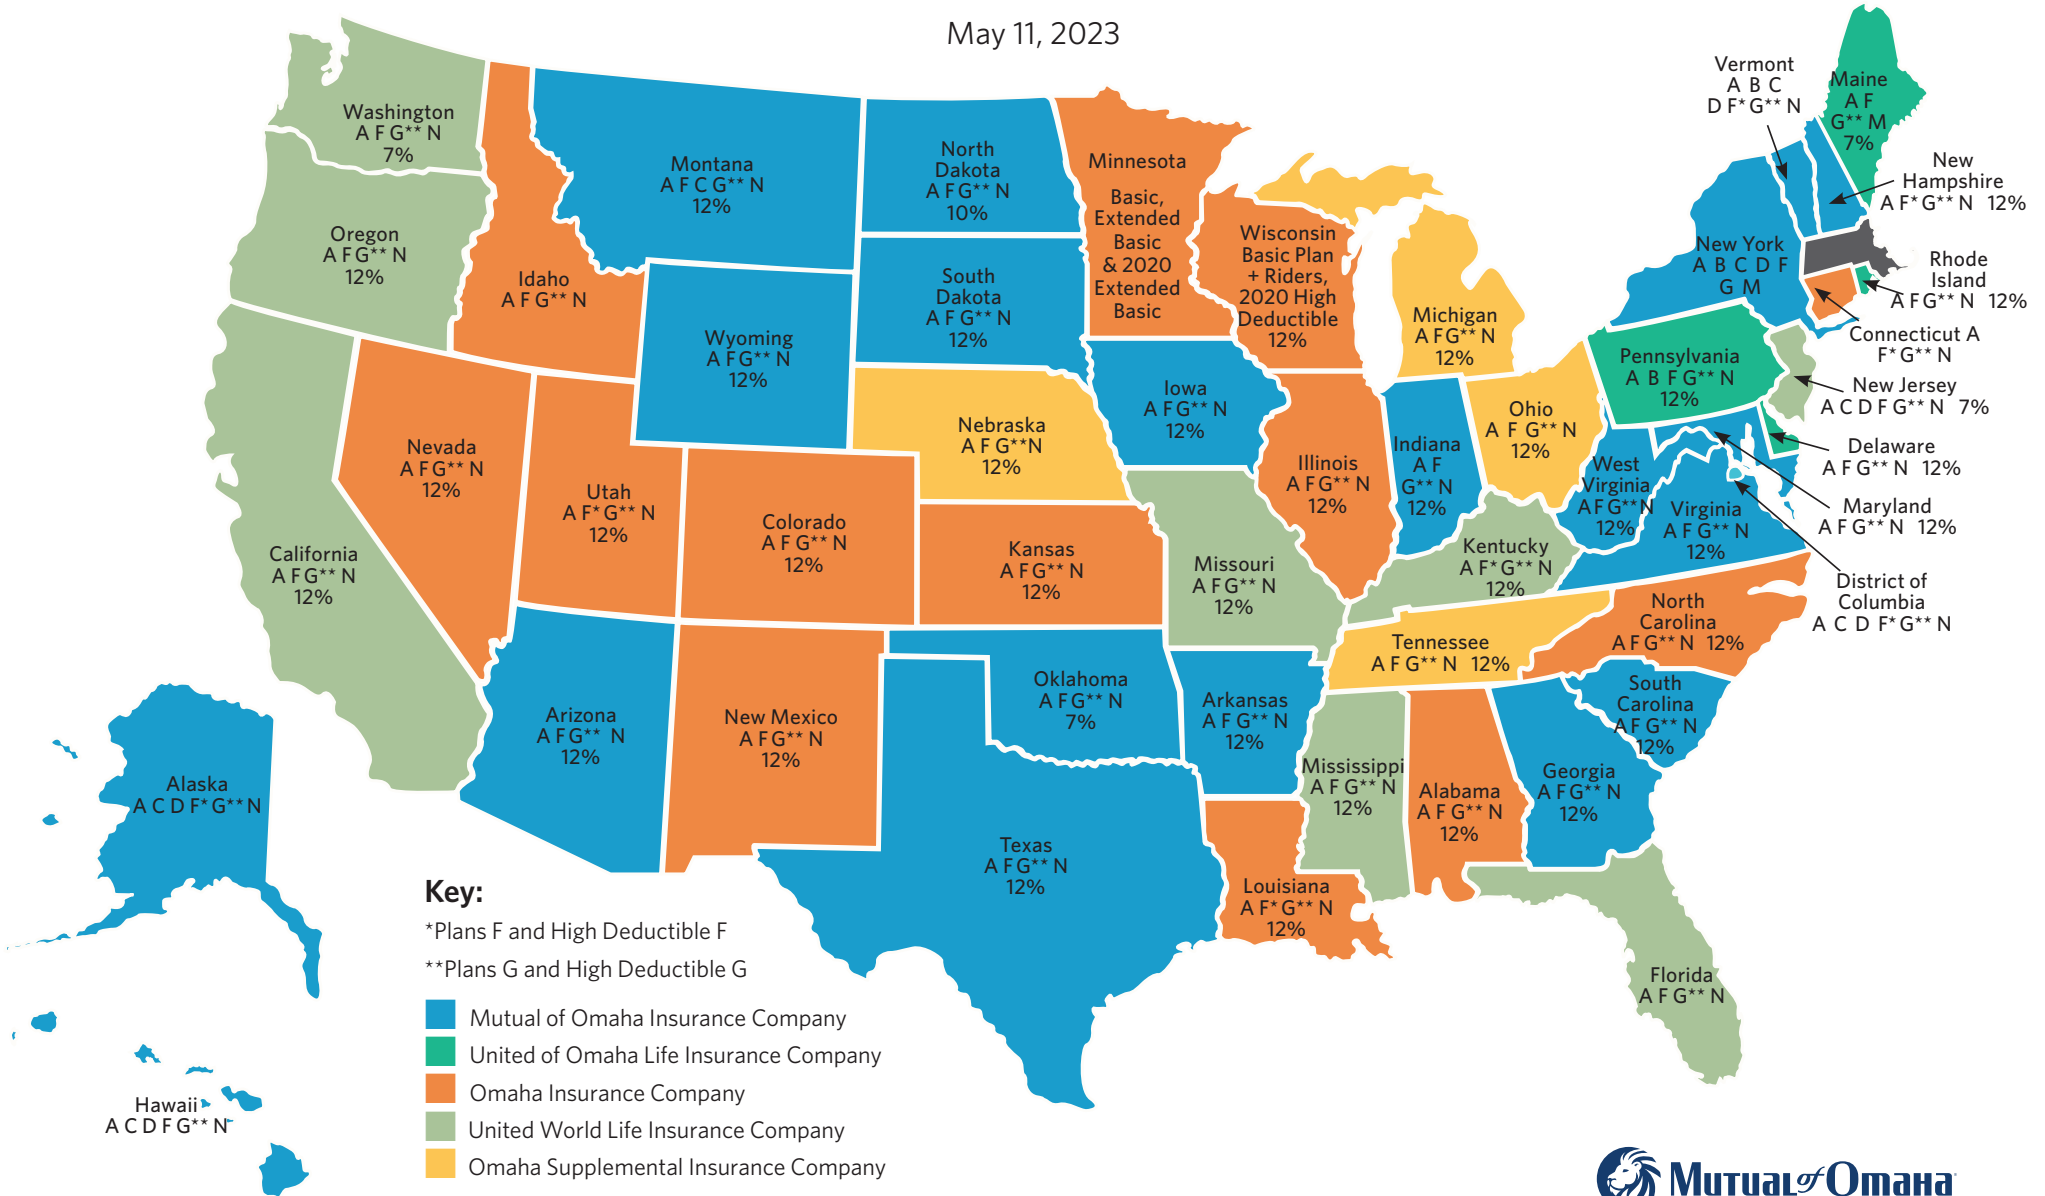 May 11, 2023
Washington
A F G** N
7%
Oregon
A F G** N
12%
California
A F G** N
12%
Idaho
A F G** N
Nevada
A F G** N
12%
Utah
A F* G** N
12%
Arizona
A F G** N
12%
Montana
A F C G** N
12%
Wyoming
A F G** N
12%
Colorado
A F G** N
12%
New Mexico
A F G** N
12%
North
Dakota
A F G** N
10%
South
Dakota
A F G** N
12%
Nebraska
A F G**N
12%
Kansas
A F G** N
12%
Oklahoma
A F G** N
7%
Texas
A F G** N
12%
Minnesota
Basic,
Extended
Basic
& 2020
Extended
Basic
Iowa
A F G** N
12%
Missouri
A F G** N
12%
Arkansas
A F G** N
12%
Louisiana
A F* G** N
12%
Wisconsin
Basic Plan
+ Riders,
2020 High
Deductible
12%
Illinois
A F G** N
12%
Michigan
A F G** N
12%
Indiana
A F
G** N
12%
Ohio
A F G** N
12%
Kentucky
A F* G** N
12%
Tennessee
A F G** N 12%
Mississippi
A F G** N
12%
Alabama
A F G** N
12%
Georgia
A F G** N
12%
Florida
A F G** N
South
Carolina
A F G** N
12%
North
Carolina
A F G** N 12%
West
Virginia
A F G** N
12%
Virginia
A F G** N
12%
Pennsylvania
A B F G** N
12%
New York
A B C D F
G M
Vermont
A B C
D F* G** N
Maine
A F
G** M
7%
New
Hampshire
A F* G** N 12%
Rhode
Island
A F G** N 12%
Connecticut A
F* G** N
New Jersey
A C D F G** N 7%
Delaware
A F G** N 12%
Maryland
A F G** N 12%
District of
Columbia
A C D F* G** N
Alaska
A C D F* G** N
Hawaii
A C D F G** N
Key:
*Plans F and High Deductible F
**Plans G and High Deductible G
Mutual of Omaha Insurance Company
United of Omaha Life Insurance Company
Omaha Insurance Company
United World Life Insurance Company
Omaha Supplemental Insurance Company
MUTUAL of OMAHA